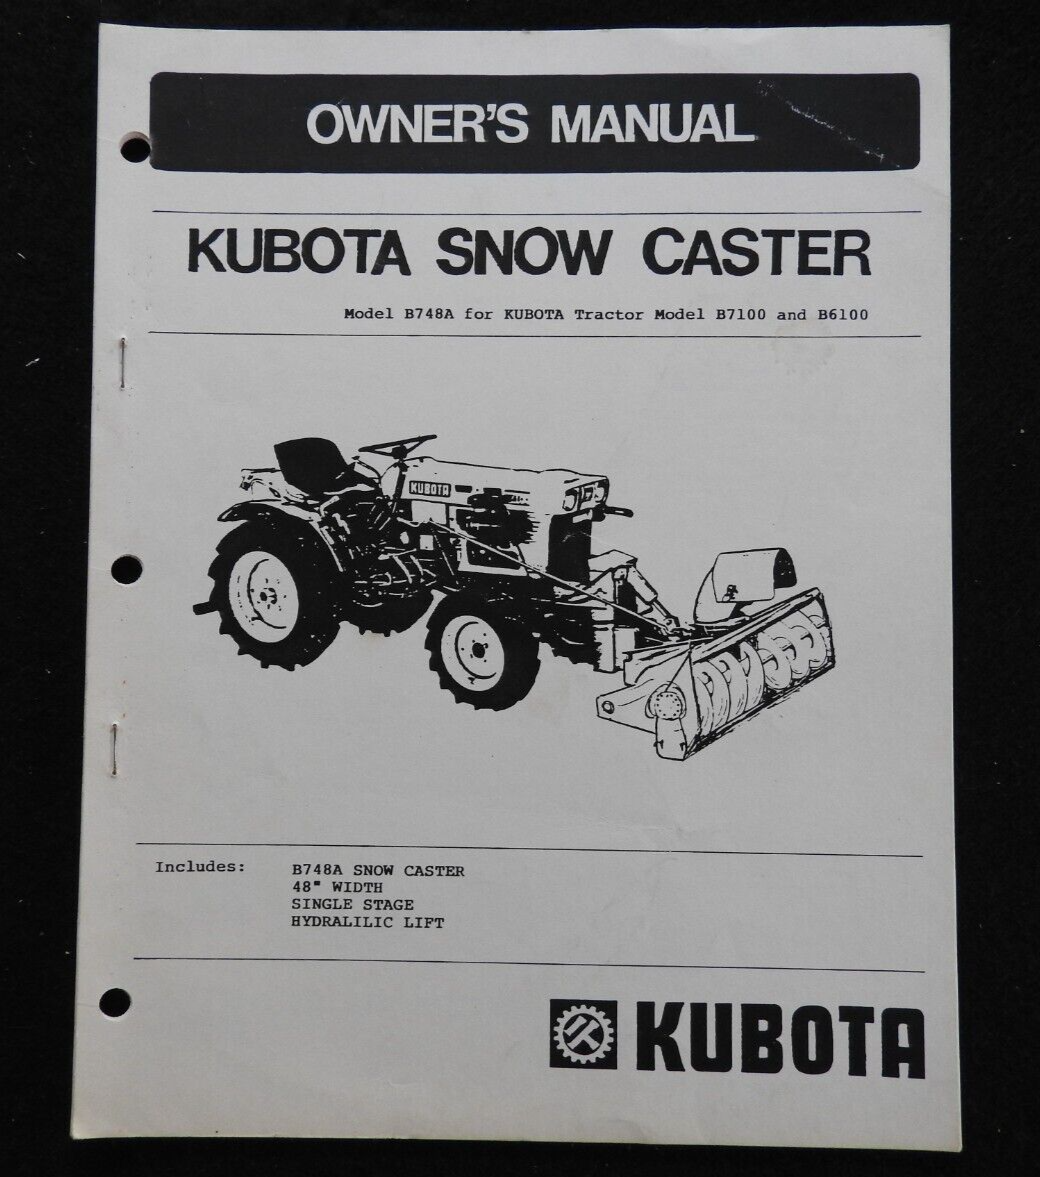 OWNER'S MANUAL
KUBOTA SNOW CASTER
Model B748A for KUBOTA Tractor Model B7100 and B6100
KUBOTA
Includes: B748A SNOW CASTER
48" WIDTH
SINGLE STAGE
HYDRALILIC LIFT
KUBOTA